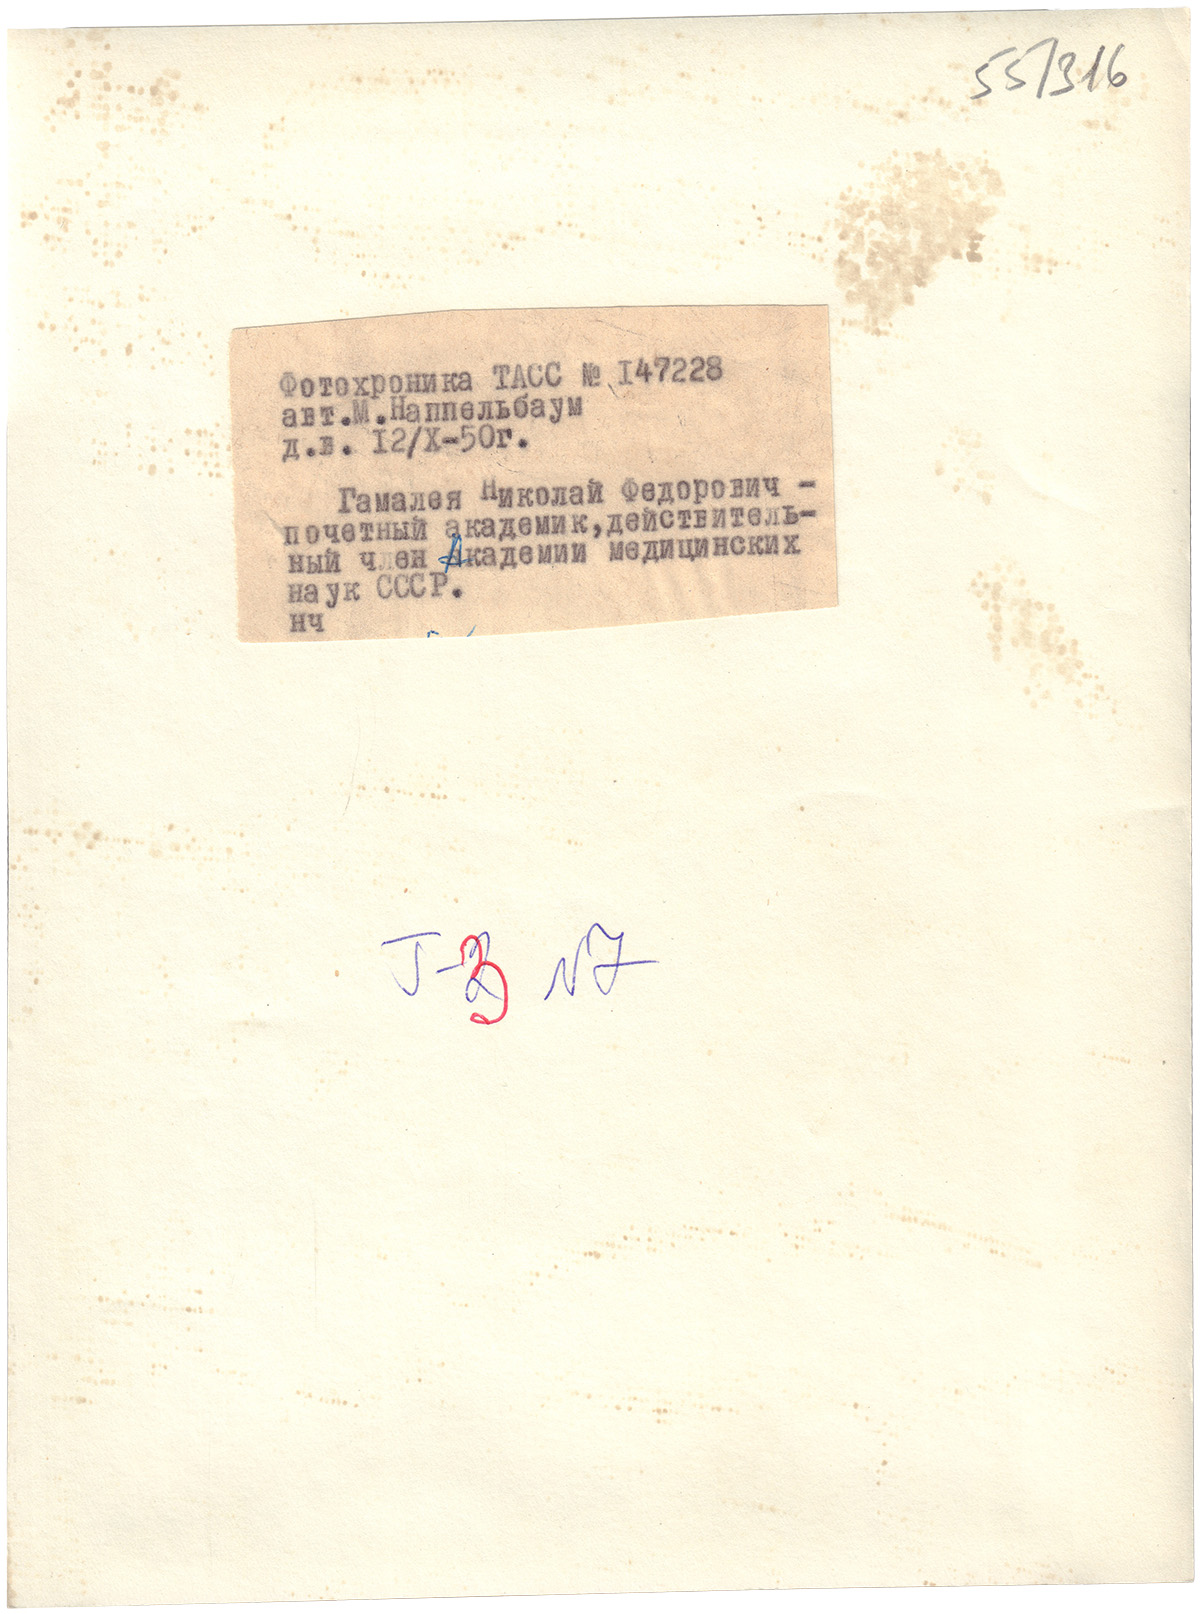 55/316
Фотохроника ТАСС № I47228
авт.М.Наппельбаум
д.в. I2/X-50г.
Гамалея Николай Федорович -
почетный академик,действитель-
ный член Академии медицинских
наук СССР.
нч
Г-3 №7